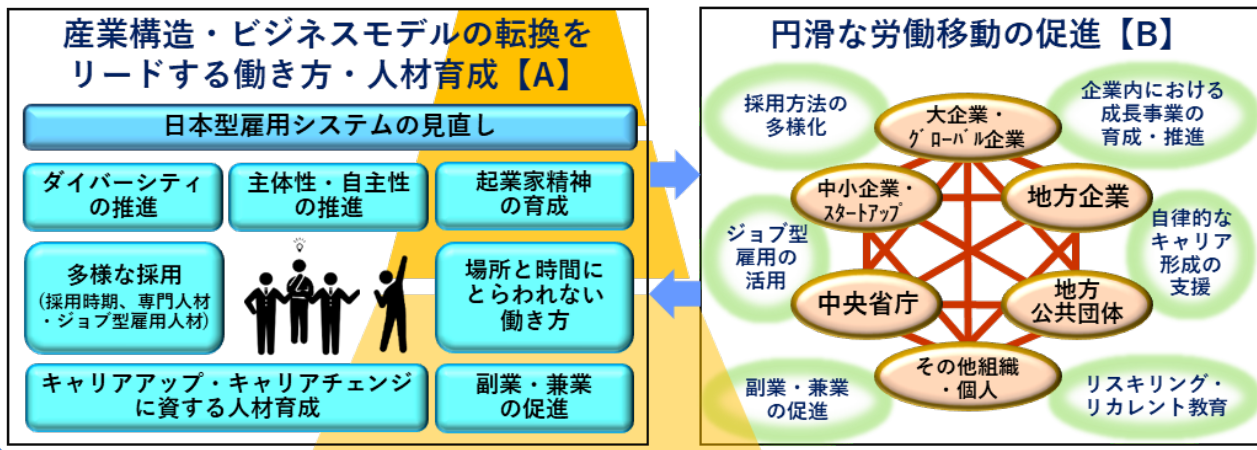 産業構造・ビジネスモデルの転換を
リードする働き方・人材育成【A】
日本型雇用システムの見直し
ダイバーシティ
の推進
主体性・自主性
の推進
起業家精神
の育成
多様な採用
(採用時期、専門人材
・ジョブ型雇用人材)
場所と時間に
とらわれない
働き方
キャリアアップ・キャリアチェンジ
に資する人材育成
副業・兼業
の促進
円滑な労働移動の促進【B】
採用方法の
多様化
大企業・
グローバル企業
企業内における
成長事業の
育成・推進
中小企業・
スタートアップ
地方企業
ジョブ型
雇用の
活用
自律的な
キャリア
形成の
支援
中央省庁
地方
公共団体
その他組織
・個人
副業・兼業
の促進
リスキリング・
リカレント教育